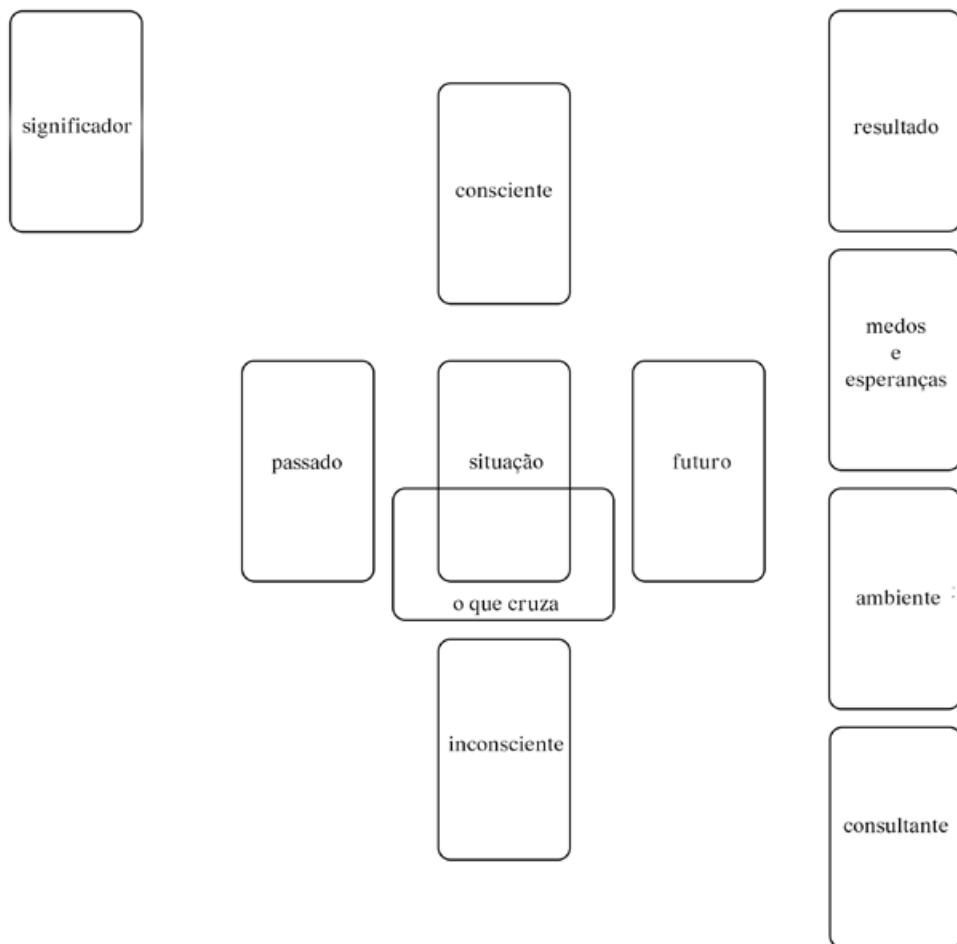 significador
resultado
consciente
medos
e
esperanças
passado
situação
futuro
ambiente
o que cruza
inconsciente
consultante